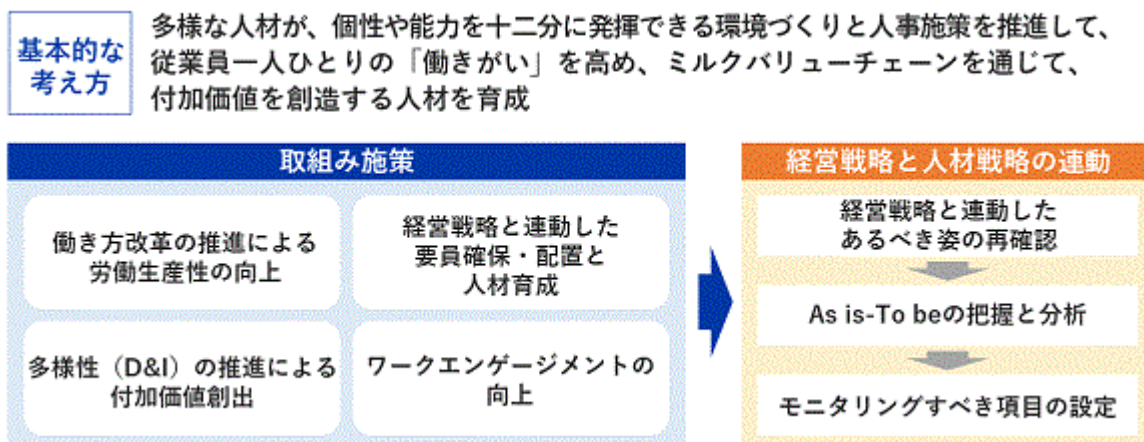 基本的な
考え方
多様な人材が、個性や能力を十二分に発揮できる環境づくりと人事施策を推進して、
従業員一人ひとりの「働きがい」を高め、ミルクバリューチェーンを通じて、
付加価値を創造する人材を育成
取組み施策
働き方改革の推進による
労働生産性の向上
経営戦略と連動した
要員確保・配置と
人材育成
多様性（D&I）の推進による
付加価値創出
ワークエンゲージメントの
向上
経営戦略と人材戦略の連動
経営戦略と連動した
あるべき姿の再確認
As is-To beの把握と分析
モニタリングすべき項目の設定